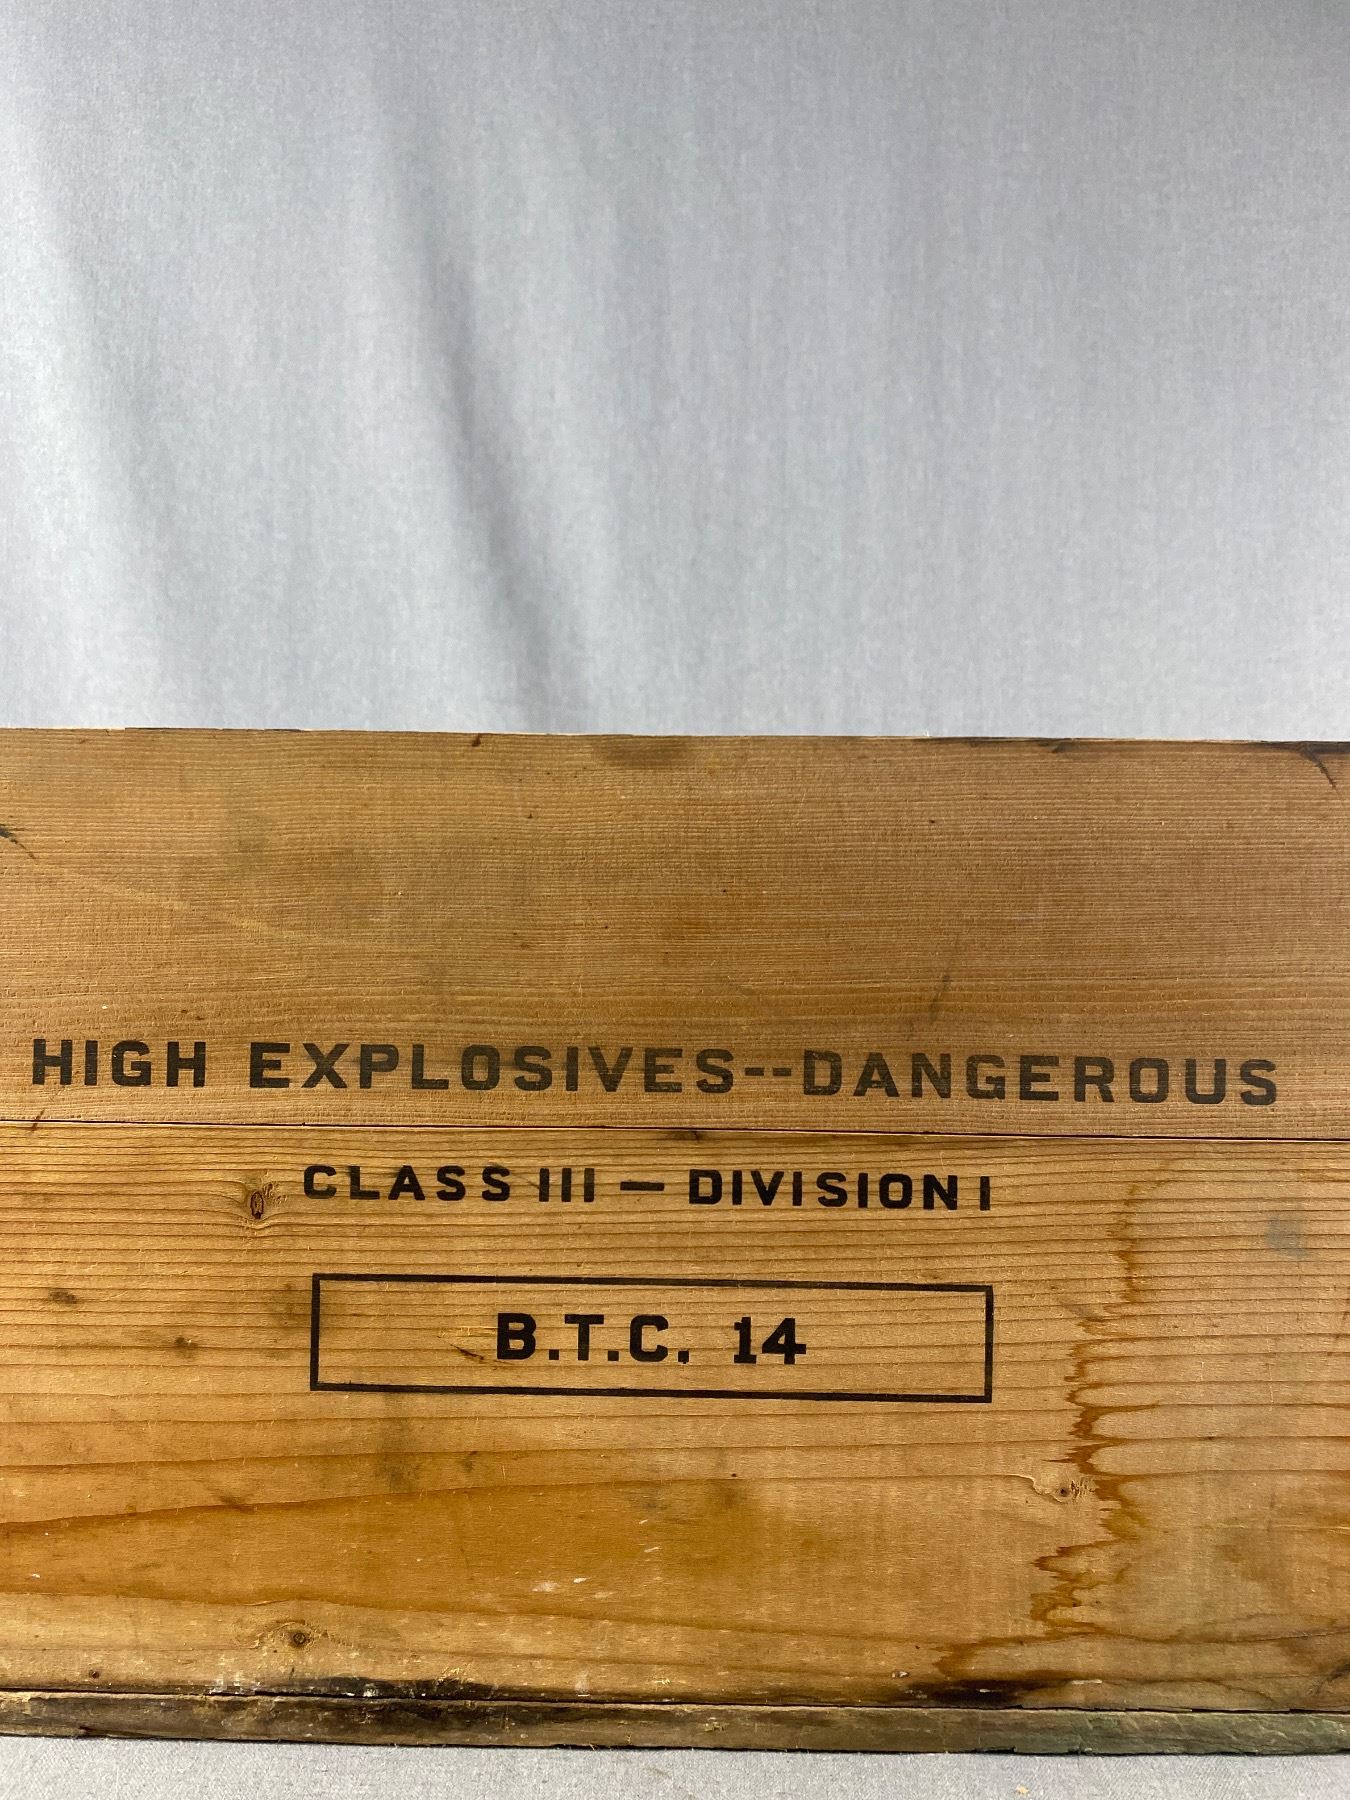 HIGH EXPLOSIVES--DANGEROUS
CLASS III — DIVISION I
B.T.C. 14